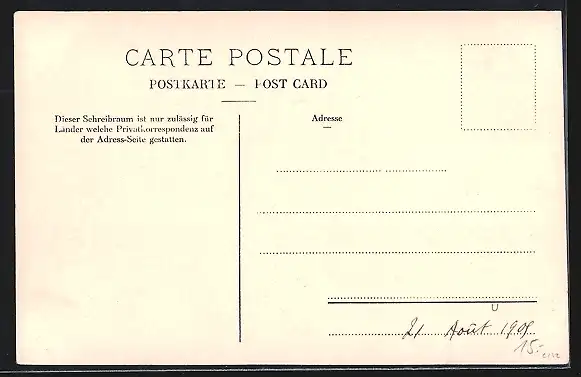 CARTE POSTALE
POSTKARTE — POST CARD
Dieser Schreibraum ist nur zulässig für
Länder welche Privatkorrespondenz auf
der Adress-Seite gestatten.
Adresse
U
21 Août
15.-